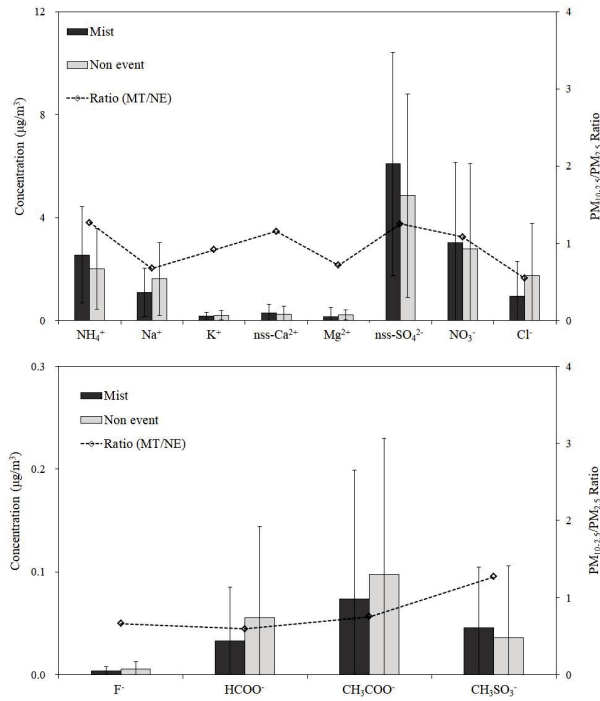 12
8
4
0
4
3
2
1
0
Concentration (μg/m³)
PM₁₀₋₂.₅/PM₂.₅ Ratio
Mist
Non event
Ratio (MT/NE)
NH₄⁺ Na⁺ K⁺ nss-Ca²⁺ Mg²⁺ nss-SO₄²⁻ NO₃⁻ Cl⁻
0.3
0.2
0.1
0.0
4
3
2
1
0
Concentration (μg/m³)
PM₁₀₋₂.₅/PM₂.₅ Ratio
Mist
Non event
Ratio (MT/NE)
F⁻ HCOO⁻ CH₃COO⁻ CH₃SO₃⁻